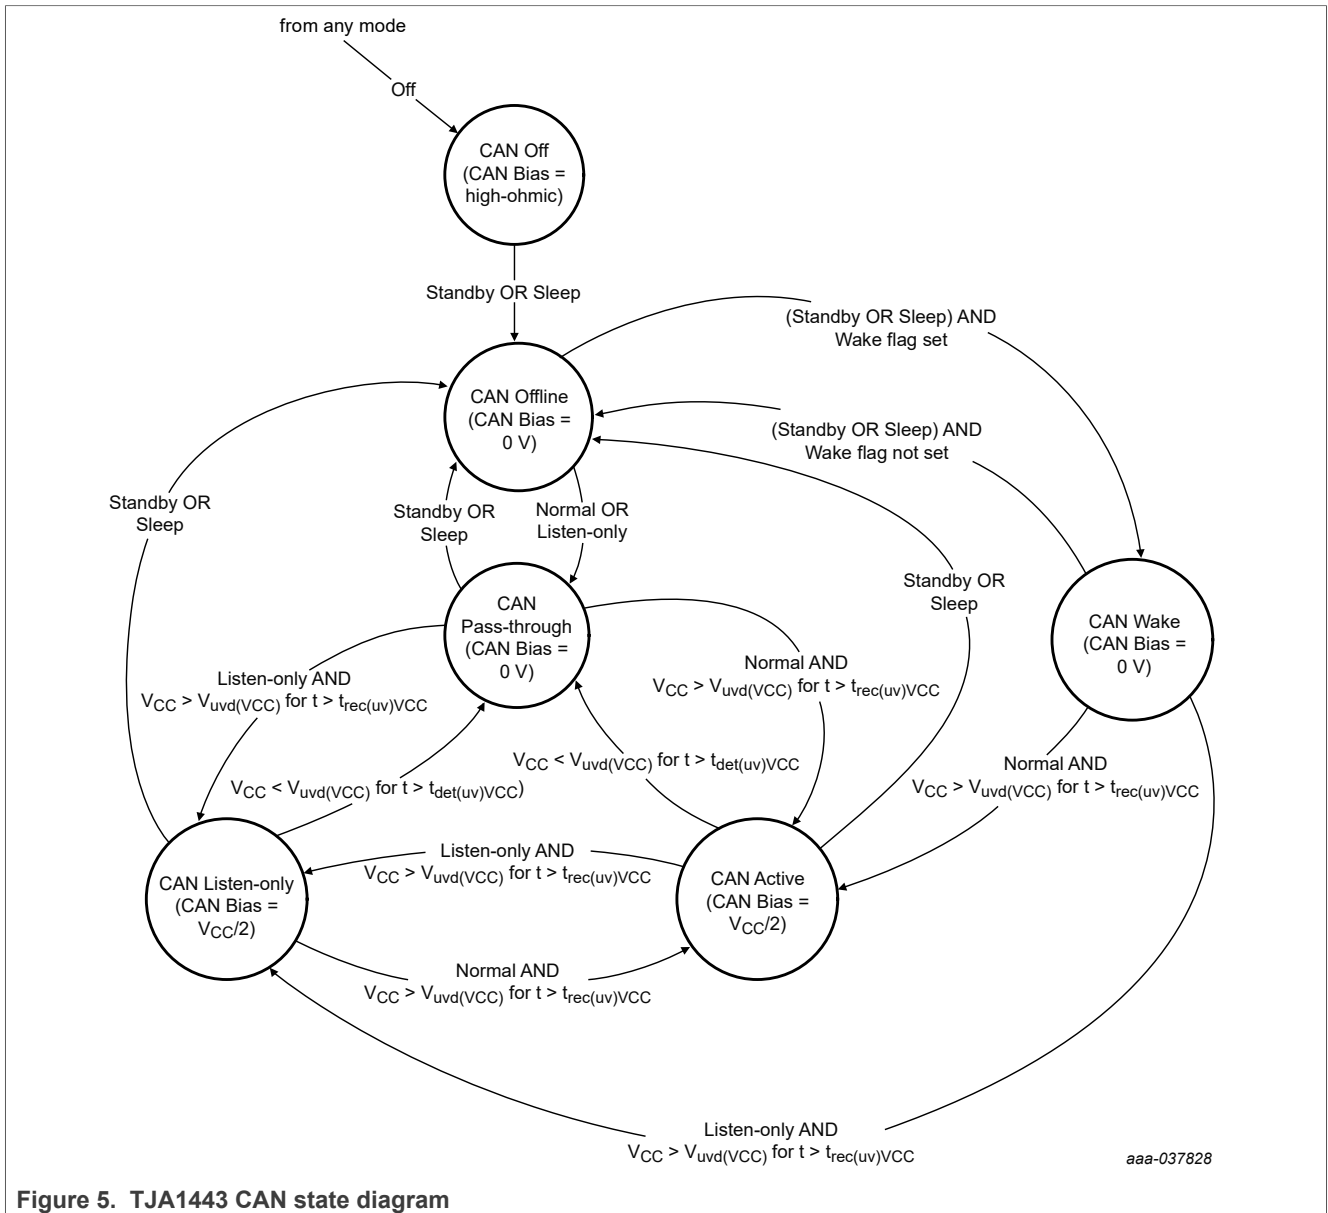 from any mode
Off
CAN Off
(CAN Bias =
high-ohmic)
Standby OR Sleep
(Standby OR Sleep) AND
Wake flag set
CAN Offline
(CAN Bias =
0 V)
(Standby OR Sleep) AND
Wake flag not set
Standby OR
Sleep
Standby OR
Sleep
Normal OR
Listen-only
Standby OR
Sleep
CAN
Pass-through
(CAN Bias =
0 V)
CAN Wake
(CAN Bias =
0 V)
Listen-only AND
VCC > Vuvd(VCC) for t > trec(uv)VCC
Normal AND
VCC > Vuvd(VCC) for t > trec(uv)VCC
VCC < Vuvd(VCC) for t > tdet(uv)VCC)
VCC < Vuvd(VCC) for t > tdet(uv)VCC
Normal AND
VCC > Vuvd(VCC) for t > trec(uv)VCC
CAN Listen-only
(CAN Bias =
VCC/2)
Listen-only AND
VCC > Vuvd(VCC) for t > trec(uv)VCC
CAN Active
(CAN Bias =
VCC/2)
Normal AND
VCC > Vuvd(VCC) for t > trec(uv)VCC
Listen-only AND
VCC > Vuvd(VCC) for t > trec(uv)VCC
aaa-037828
Figure 5. TJA1443 CAN state diagram